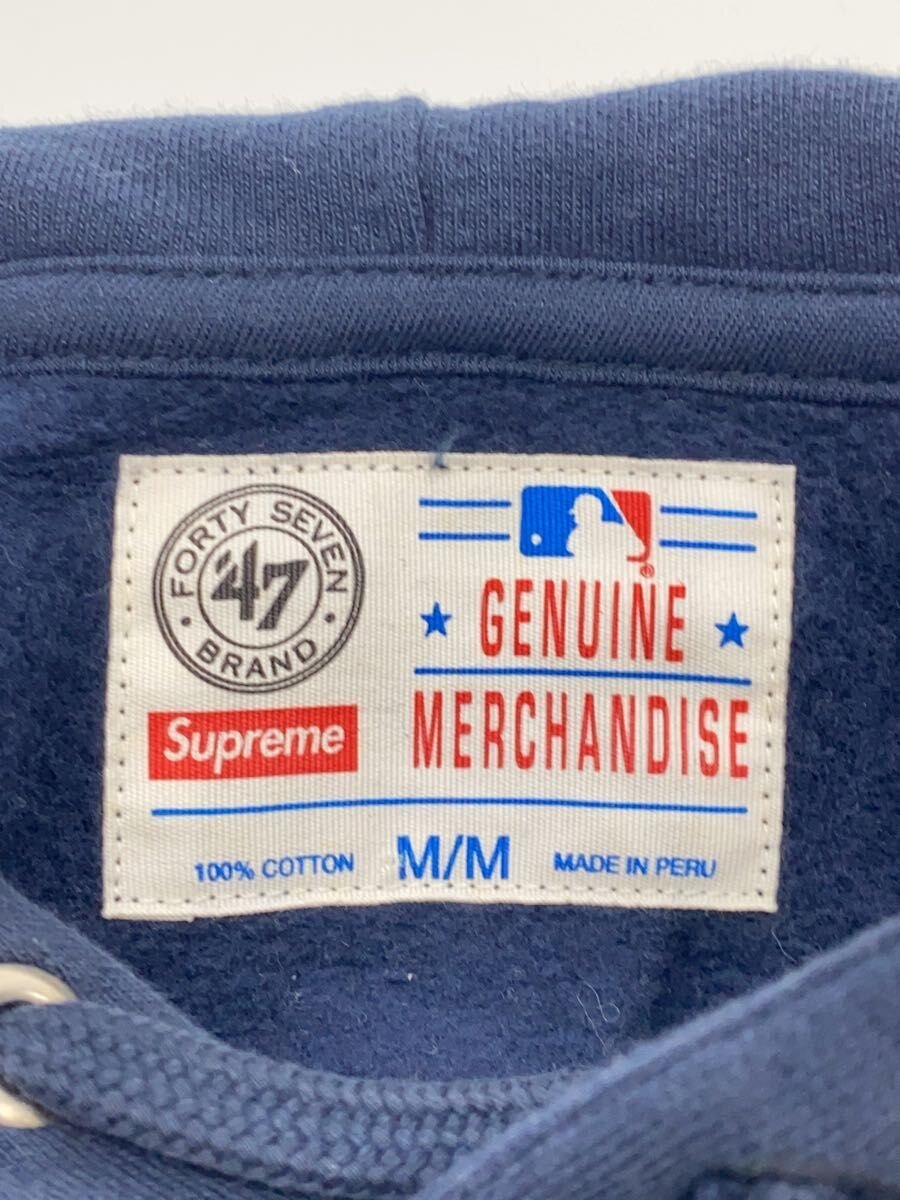 FORTY SEVEN
'47
BRAND
Supreme
®
GENUINE
MERCHANDISE
100% COTTON M/M MADE IN PERU